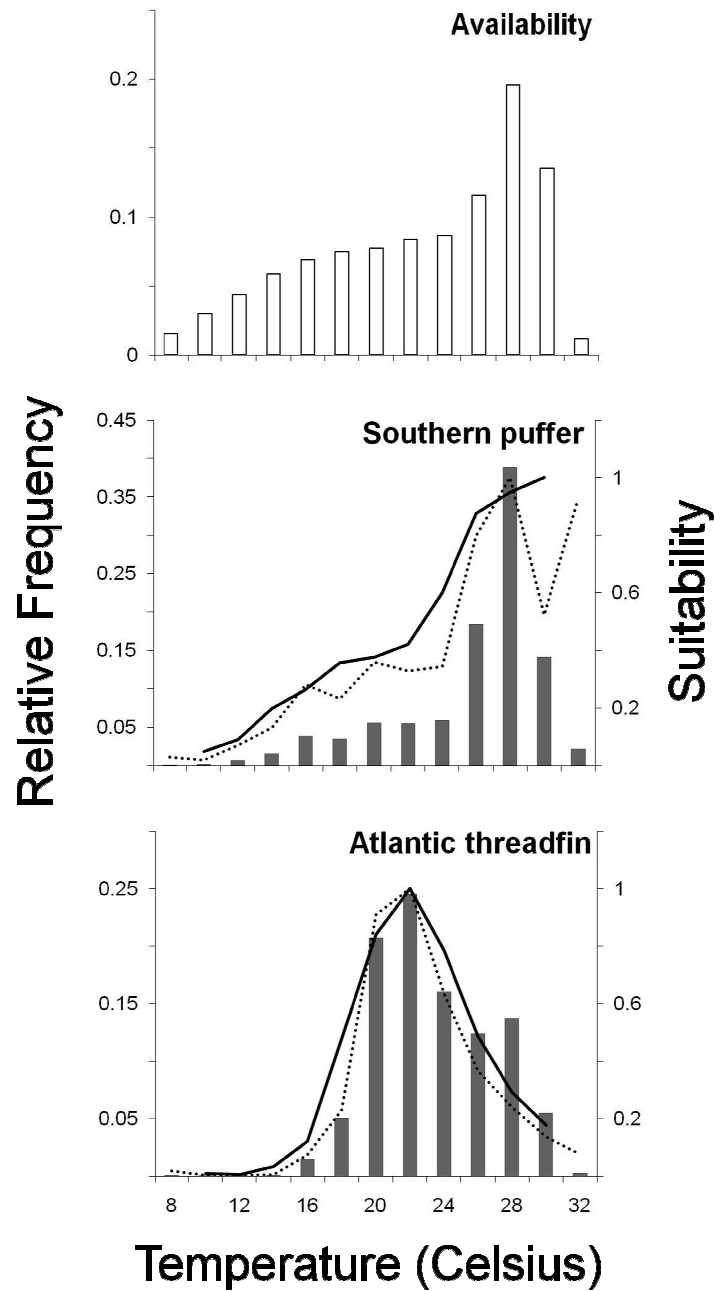 Availability
0.2
0.1
0
Relative Frequency
Southern puffer
0.45
0.35
0.25
0.15
0.05
1
0.6
0.2
Suitability
Atlantic threadfin
0.25
0.15
0.05
1
0.6
0.2
8 12 16 20 24 28 32
Temperature (Celsius)